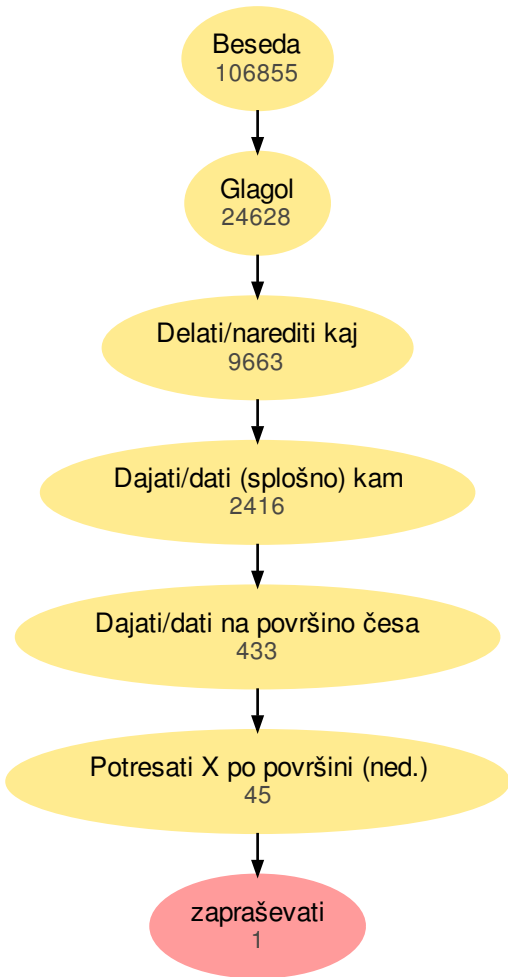 Beseda
106855
Glagol
24628
Delati/narediti kaj
9663
Dajati/dati (splošno) kam
2416
Dajati/dati na površino česa
433
Potresati X po površini (ned.)
45
zapraševati
1